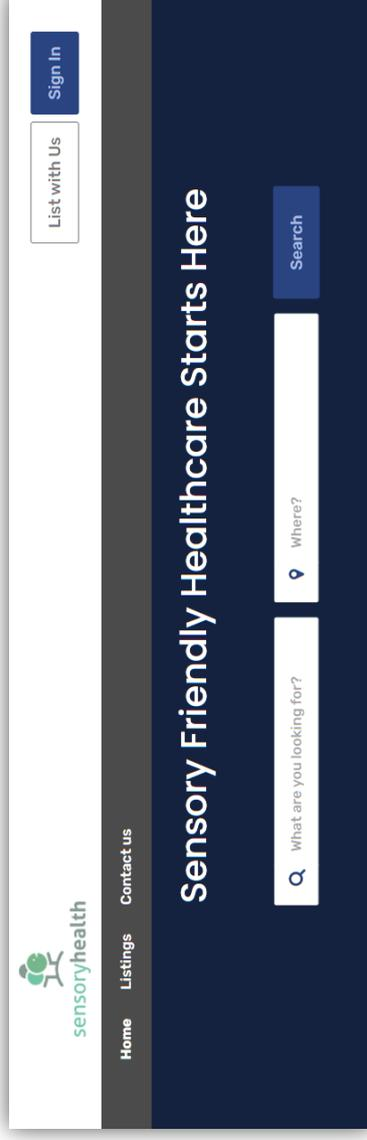 sensoryhealth
List with Us
Sign In
Home Listings Contact us
Sensory Friendly Healthcare Starts Here
What are you looking for?
Where?
Search